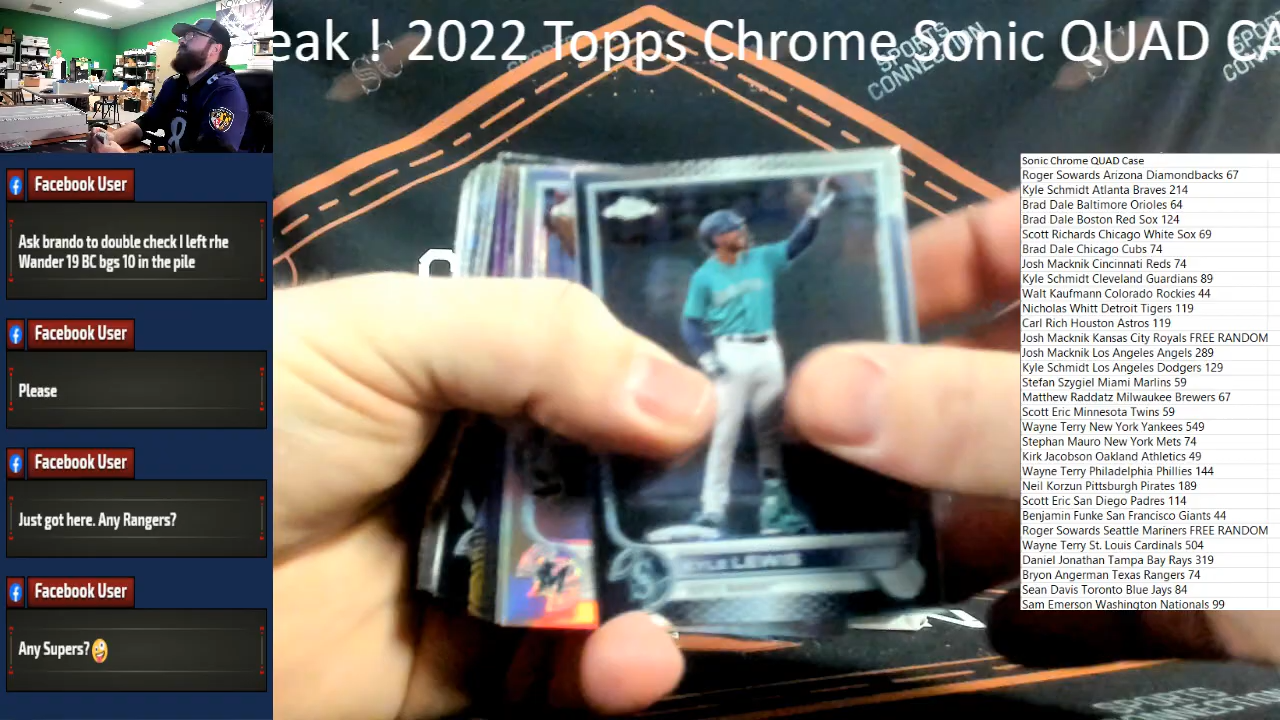 eak ! 2022 Topps Chrome Sonic QUAD CA
SPORTS
CONNECTION
SPORTS
CONNECTION
Facebook User
Ask brando to double check I left rhe
Wander 19 BC bgs 10 in the pile
Facebook User
Please
Facebook User
Just got here. Any Rangers?
Facebook User
Any Supers?🤪
KYLE LEWIS
Sonic Chrome QUAD Case
Roger Sowards Arizona Diamondbacks 67
Kyle Schmidt Atlanta Braves 214
Brad Dale Baltimore Orioles 64
Brad Dale Boston Red Sox 124
Scott Richards Chicago White Sox 69
Brad Dale Chicago Cubs 74
Josh Macknik Cincinnati Reds 74
Kyle Schmidt Cleveland Guardians 89
Walt Kaufmann Colorado Rockies 44
Nicholas Whitt Detroit Tigers 119
Carl Rich Houston Astros 119
Josh Macknik Kansas City Royals FREE RANDOM
Josh Macknik Los Angeles Angels 289
Kyle Schmidt Los Angeles Dodgers 129
Stefan Szygiel Miami Marlins 59
Matthew Raddatz Milwaukee Brewers 67
Scott Eric Minnesota Twins 59
Wayne Terry New York Yankees 549
Stephan Mauro New York Mets 74
Kirk Jacobson Oakland Athletics 49
Wayne Terry Philadelphia Phillies 144
Neil Korzun Pittsburgh Pirates 189
Scott Eric San Diego Padres 114
Benjamin Funke San Francisco Giants 44
Roger Sowards Seattle Mariners FREE RANDOM
Wayne Terry St. Louis Cardinals 504
Daniel Jonathan Tampa Bay Rays 319
Bryon Angerman Texas Rangers 74
Sean Davis Toronto Blue Jays 84
Sam Emerson Washington Nationals 99